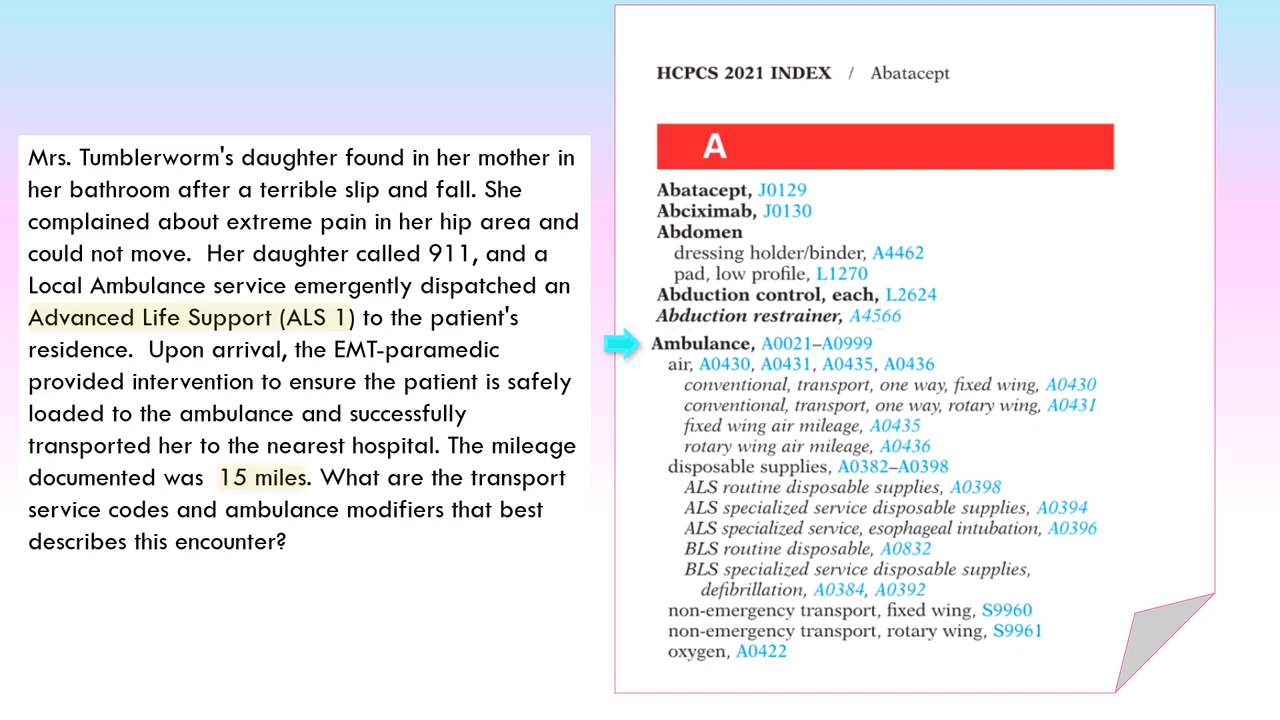 Mrs. Tumblerworm's daughter found in her mother in
her bathroom after a terrible slip and fall. She
complained about extreme pain in her hip area and
could not move.  Her daughter called 911, and a
Local Ambulance service emergently dispatched an
Advanced Life Support (ALS 1) to the patient's
residence.  Upon arrival, the EMT-paramedic
provided intervention to ensure the patient is safely
loaded to the ambulance and successfully
transported her to the nearest hospital. The mileage
documented was  15 miles. What are the transport
service codes and ambulance modifiers that best
describes this encounter?
HCPCS 2021 INDEX / Abatacept
A
Abatacept, J0129
Abciximab, J0130
Abdomen
dressing holder/binder, A4462
pad, low profile, L1270
Abduction control, each, L2624
Abduction restrainer, A4566
Ambulance, A0021–A0999
air, A0430, A0431, A0435, A0436
conventional, transport, one way, fixed wing, A0430
conventional, transport, one way, rotary wing, A0431
fixed wing air mileage, A0435
rotary wing air mileage, A0436
disposable supplies, A0382–A0398
ALS routine disposable supplies, A0398
ALS specialized service disposable supplies, A0394
ALS specialized service, esophageal intubation, A0396
BLS routine disposable, A0832
BLS specialized service disposable supplies,
defibrillation, A0384, A0392
non-emergency transport, fixed wing, S9960
non-emergency transport, rotary wing, S9961
oxygen, A0422